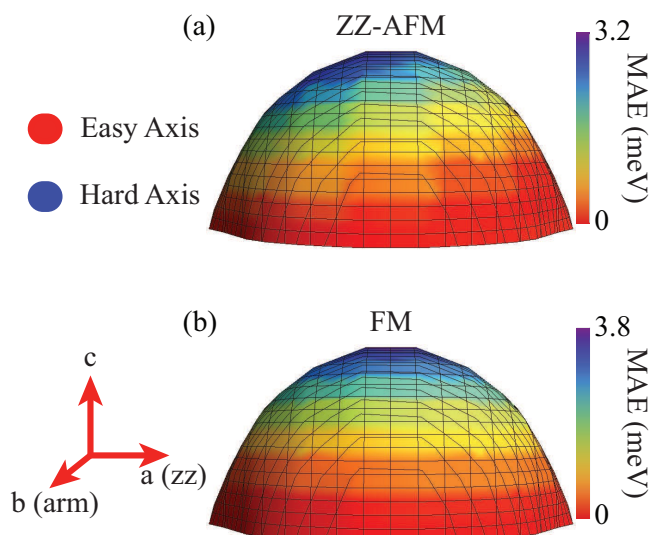 (a)
ZZ-AFM
3.2
MAE (meV)
0
Easy Axis
Hard Axis
(b)
FM
3.8
MAE (meV)
0
c
a (zz)
b (arm)